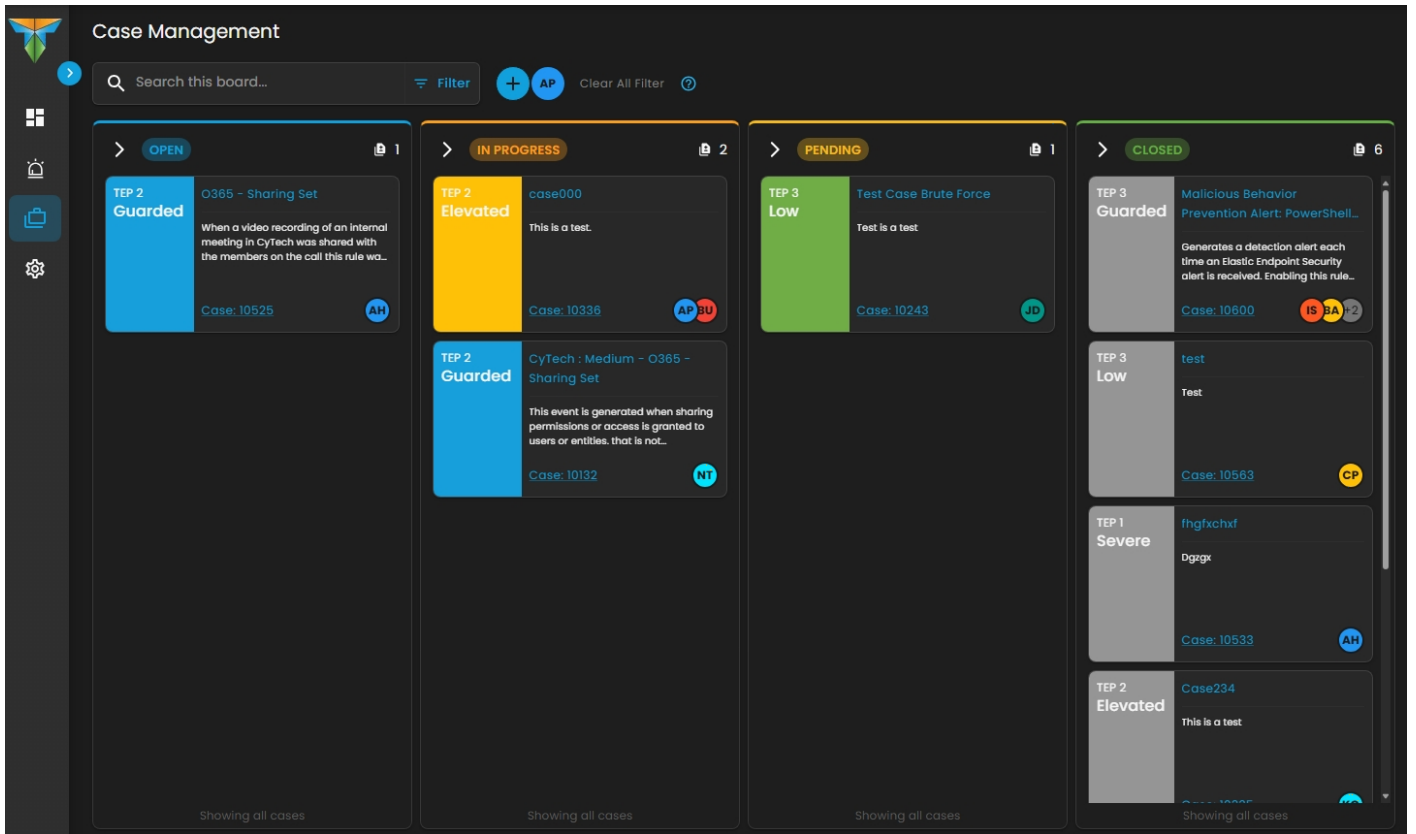 Case Management
Search this board...
Filter
AP
Clear All Filter
OPEN
1
TEP 2
Guarded
O365 - Sharing Set
When a video recording of an internal
meeting in CyTech was shared with
the members on the call this rule wa...
Case: 10525
AH
Showing all cases
IN PROGRESS
2
TEP 2
Elevated
case000
This is a test.
Case: 10336
AP
BU
TEP 2
Guarded
CyTech : Medium - O365 -
Sharing Set
This event is generated when sharing
permissions or access is granted to
users or entities. that is not...
Case: 10132
NT
Showing all cases
PENDING
1
TEP 3
Low
Test Case Brute Force
Test is a test
Case: 10243
JD
Showing all cases
CLOSED
6
TEP 3
Guarded
Malicious Behavior
Prevention Alert: PowerShell...
Generates a detection alert each
time an Elastic Endpoint Security
alert is received. Enabling this rule...
Case: 10600
IS
BA
+2
TEP 3
Low
test
Test
Case: 10563
CP
TEP 1
Severe
fhgfxchxf
Dgzgx
Case: 10533
AH
TEP 2
Elevated
Case234
This is a test
Showing all cases